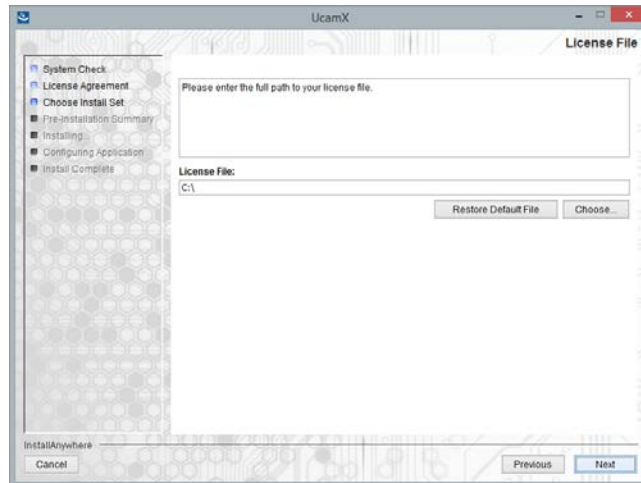 UcamX
License File
System Check
License Agreement
Choose Install Set
Pre-Installation Summary
Installing...
Configuring Application
Install Complete
Please enter the full path to your license file.
License File:
C:\
Restore Default File
Choose...
InstallAnywhere
Cancel
Previous
Next